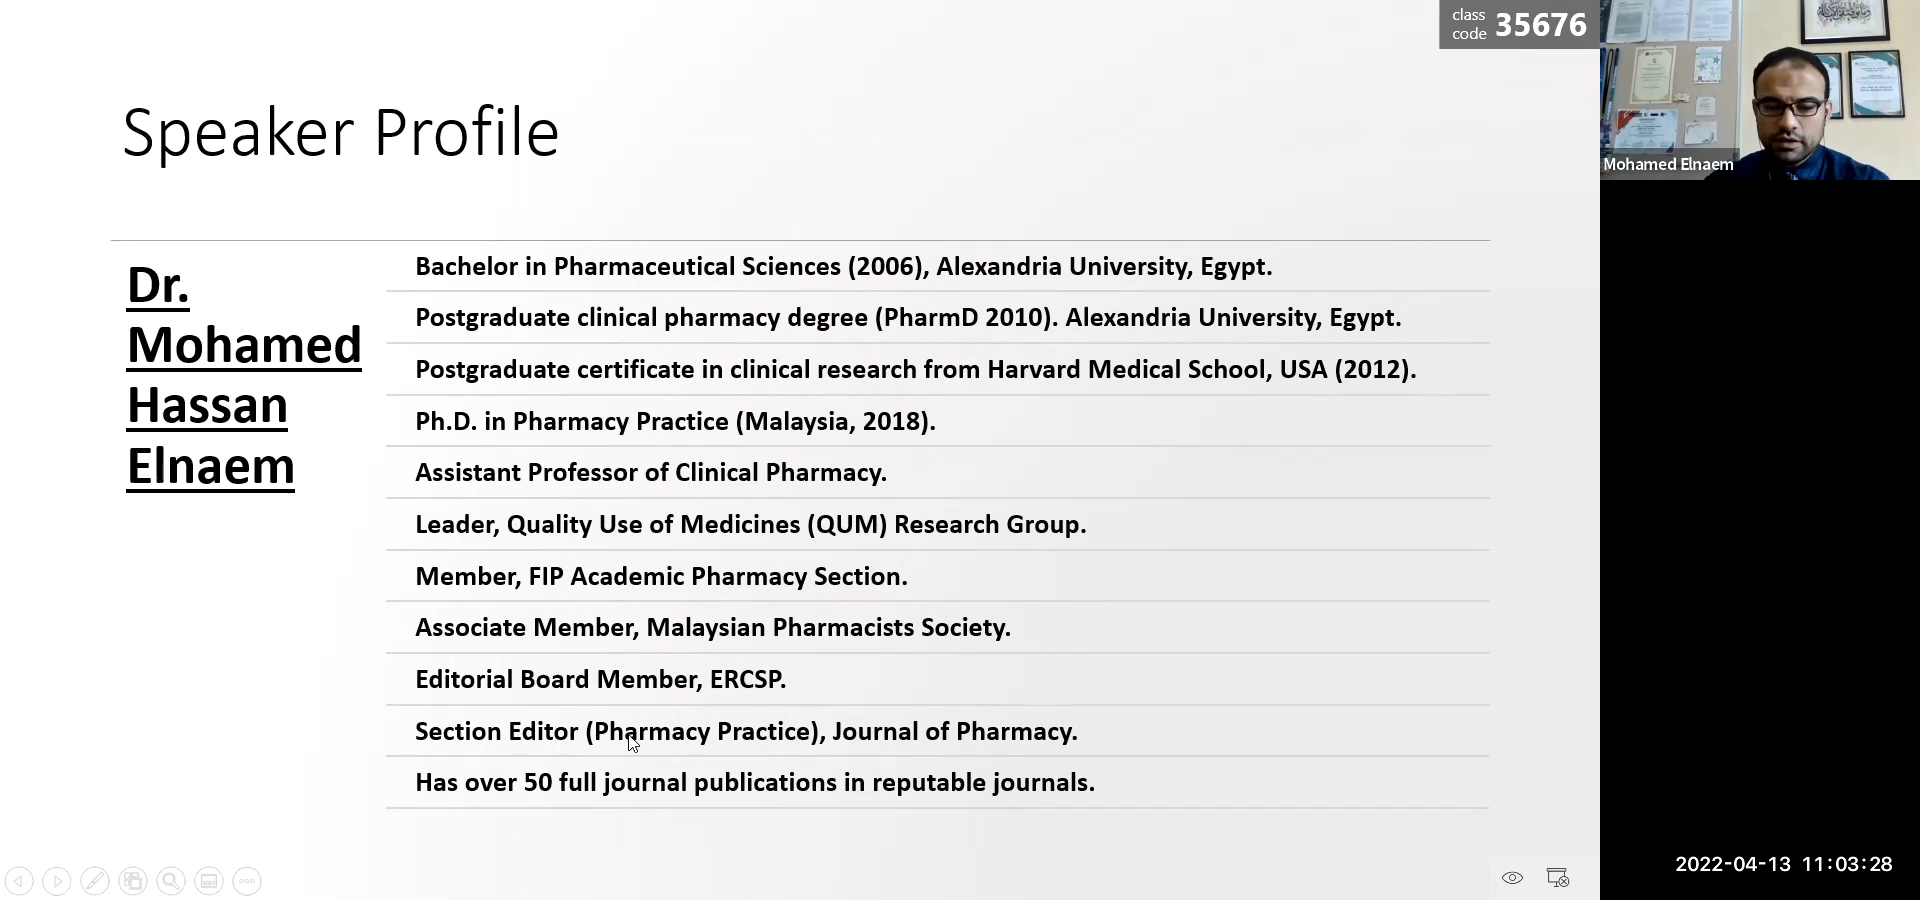 class
code 35676
Speaker Profile
Dr.
Mohamed
Hassan
Elnaem
Bachelor in Pharmaceutical Sciences (2006), Alexandria University, Egypt.
Postgraduate clinical pharmacy degree (PharmD 2010). Alexandria University, Egypt.
Postgraduate certificate in clinical research from Harvard Medical School, USA (2012).
Ph.D. in Pharmacy Practice (Malaysia, 2018).
Assistant Professor of Clinical Pharmacy.
Leader, Quality Use of Medicines (QUM) Research Group.
Member, FIP Academic Pharmacy Section.
Associate Member, Malaysian Pharmacists Society.
Editorial Board Member, ERCSP.
Section Editor (Pharmacy Practice), Journal of Pharmacy.
Has over 50 full journal publications in reputable journals.
Mohamed Elnaem
2022-04-13 11:03:28